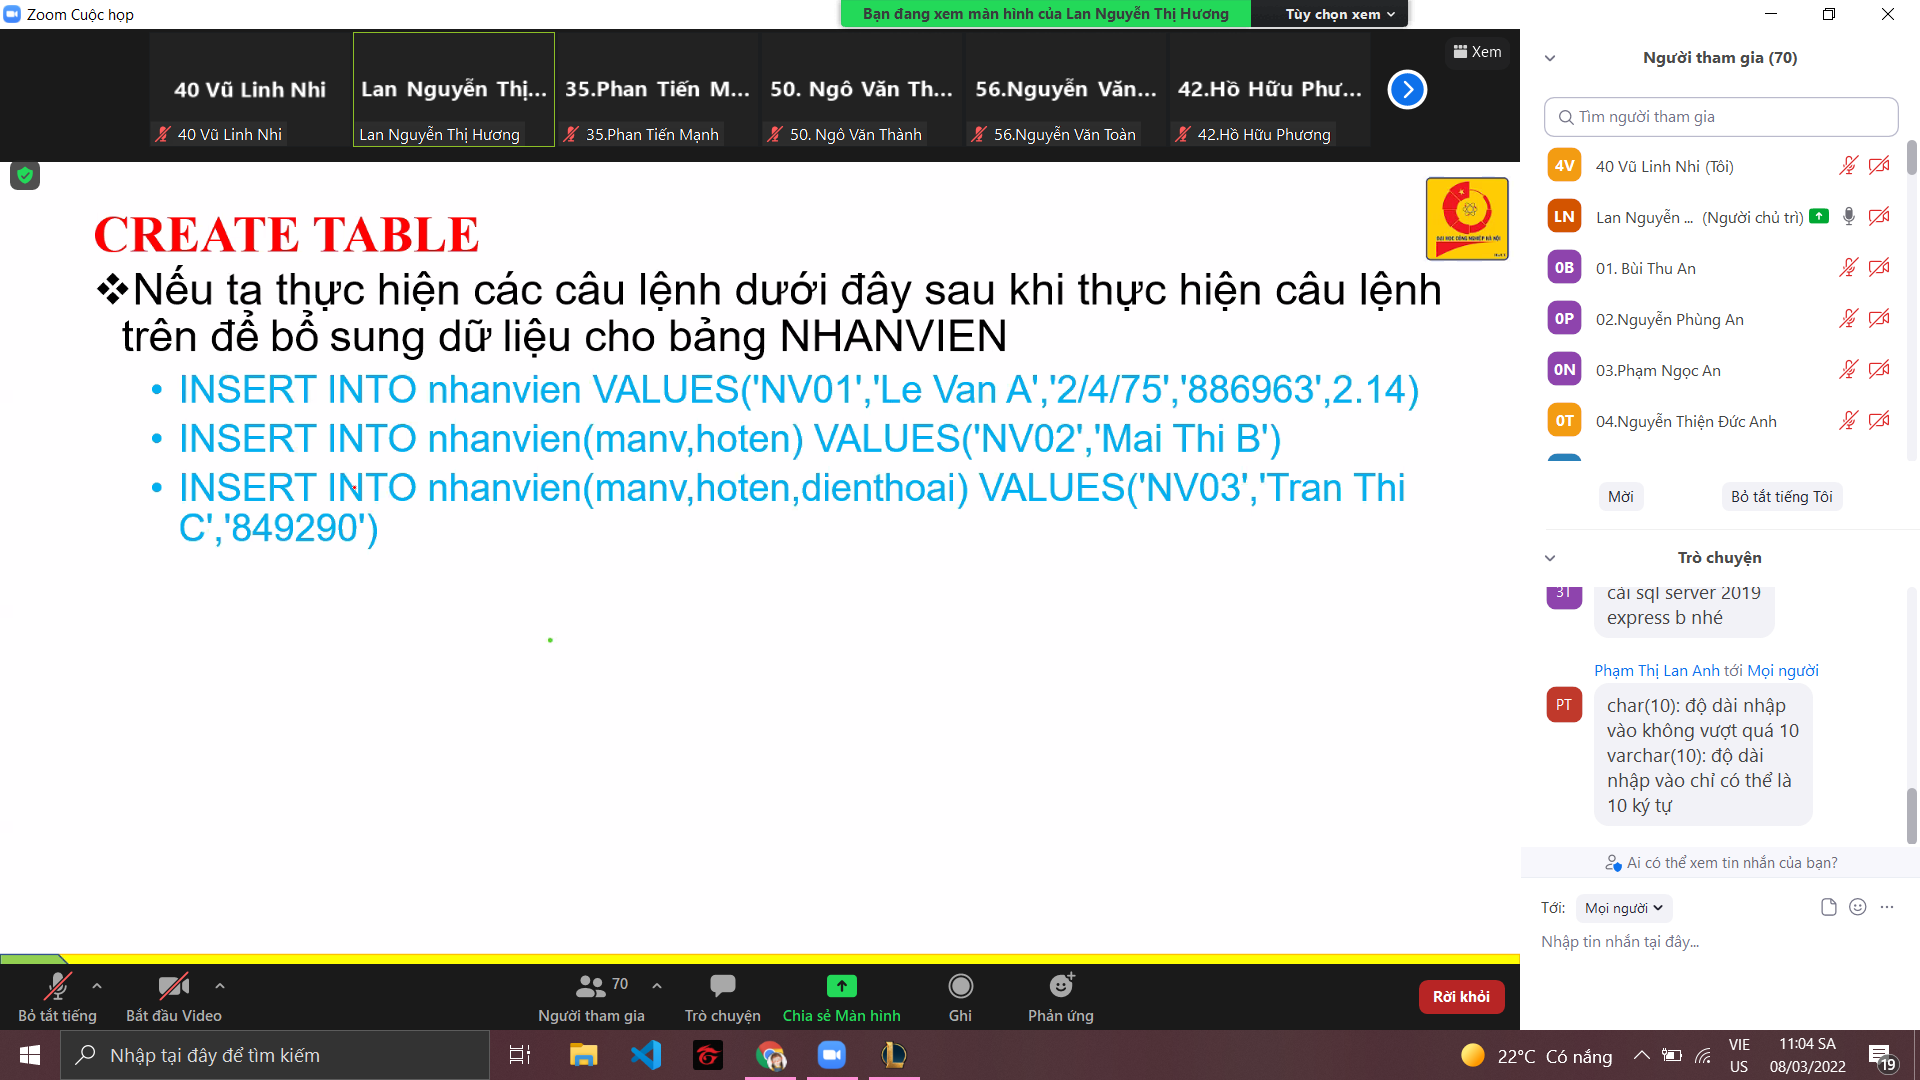 Zoom Cuộc họp
Bạn đang xem màn hình của Lan Nguyễn Thị Hương
Tùy chọn xem
Xem
40 Vũ Linh Nhi
Lan Nguyễn Thị...
35.Phan Tiến M...
50. Ngô Văn Th...
56.Nguyễn Văn...
42.Hồ Hữu Phư...
40 Vũ Linh Nhi
Lan Nguyễn Thị Hương
35.Phan Tiến Mạnh
50. Ngô Văn Thành
56.Nguyễn Văn Toàn
42.Hồ Hữu Phương
CREATE TABLE
ĐẠI HỌC CÔNG NGHIỆP HÀ NỘI
❖Nếu ta thực hiện các câu lệnh dưới đây sau khi thực hiện câu lệnh
trên để bổ sung dữ liệu cho bảng NHANVIEN
• INSERT INTO nhanvien VALUES('NV01','Le Van A','2/4/75','886963',2.14)
• INSERT INTO nhanvien(manv,hoten) VALUES('NV02','Mai Thi B')
• INSERT INTO nhanvien(manv,hoten,dienthoai) VALUES('NV03','Tran Thi
C','849290')
Người tham gia (70)
Tìm người tham gia
4V 40 Vũ Linh Nhi (Tôi)
LN Lan Nguyễn ... (Người chủ trì)
0B 01. Bùi Thu An
0P 02.Nguyễn Phùng An
0N 03.Phạm Ngọc An
0T 04.Nguyễn Thiện Đức Anh
Mời
Bỏ tắt tiếng Tôi
Trò chuyện
3T
cài sql server 2019
express b nhé
Phạm Thị Lan Anh tới Mọi người
PT
char(10): độ dài nhập
vào không vượt quá 10
varchar(10): độ dài
nhập vào chỉ có thể là
10 ký tự
Ai có thể xem tin nhắn của bạn?
Tới: Mọi người
Nhập tin nhắn tại đây...
Bỏ tắt tiếng
Bắt đầu Video
70
Người tham gia
Trò chuyện
Chia sẻ Màn hình
Ghi
Phản ứng
Rời khỏi
Nhập tại đây để tìm kiếm
22°C Có nắng
VIE
US
11:04 SA
08/03/2022
19